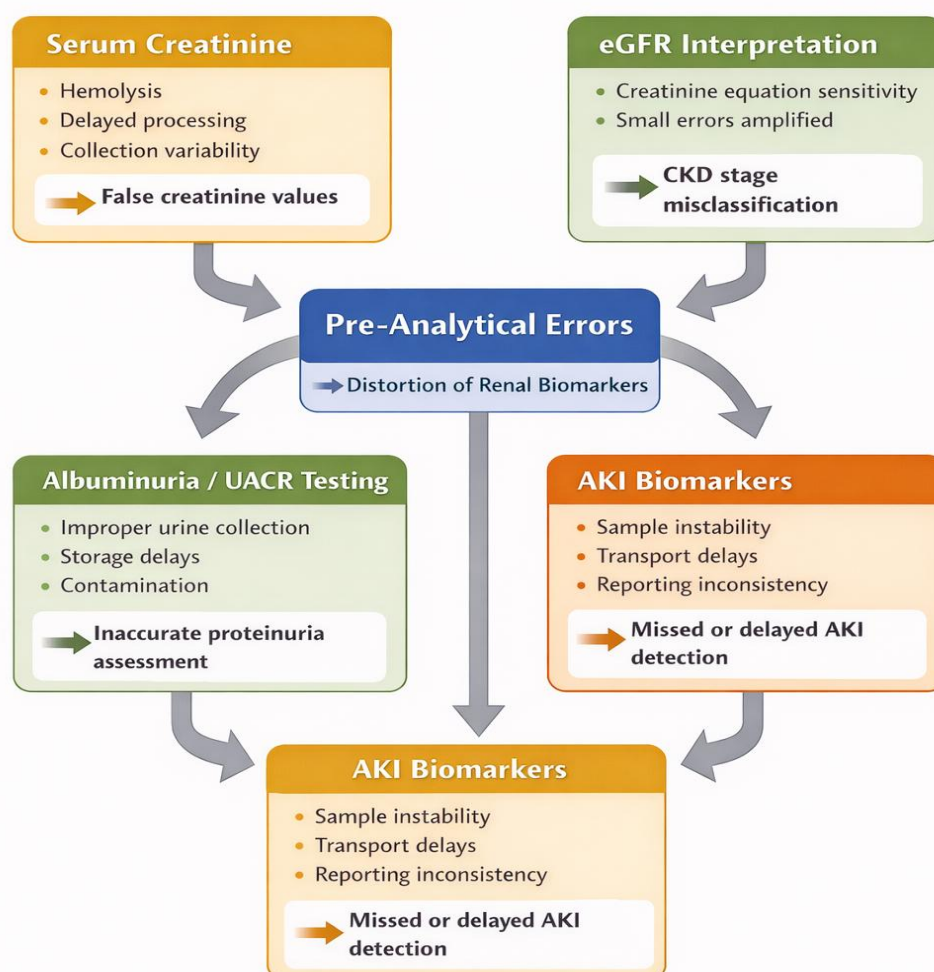 Serum Creatinine
• Hemolysis
• Delayed processing
• Collection variability
False creatinine values
eGFR Interpretation
• Creatinine equation sensitivity
• Small errors amplified
CKD stage
misclassification
Pre-Analytical Errors
Distortion of Renal Biomarkers
Albuminuria / UACR Testing
• Improper urine collection
• Storage delays
• Contamination
Inaccurate proteinuria
assessment
AKI Biomarkers
• Sample instability
• Transport delays
• Reporting inconsistency
Missed or delayed AKI
detection
AKI Biomarkers
• Sample instability
• Transport delays
• Reporting inconsistency
Missed or delayed AKI
detection